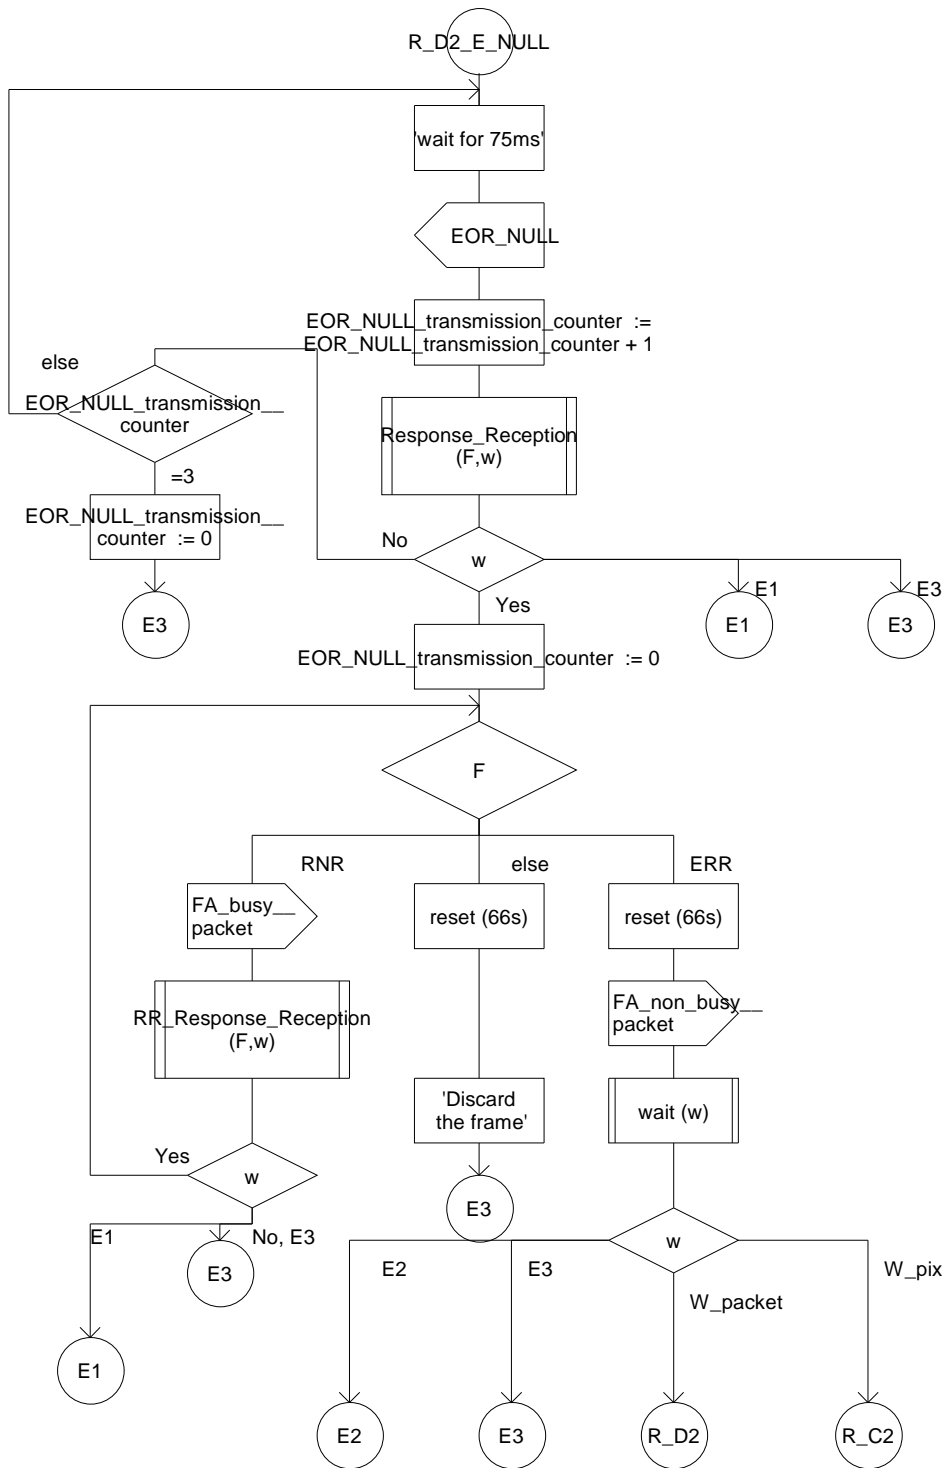 R_D2_E_NULL
'wait for 75ms'
EOR_NULL
EOR_NULL_transmission_counter :=
EOR_NULL_transmission_counter + 1
else
EOR_NULL_transmission__
counter
Response_Reception
(F,w)
=3
EOR_NULL_transmission__
counter := 0
No
w
E1
E3
Yes
E3
E1
E3
EOR_NULL_transmission_counter := 0
F
RNR
else
ERR
FA_busy__
packet
reset (66s)
reset (66s)
FA_non_busy__
packet
RR_Response_Reception
(F,w)
'Discard
the frame'
wait (w)
Yes
w
E3
E1
No, E3
E3
w
E2
E3
W_pix
W_packet
E1
E2
E3
R_D2
R_C2